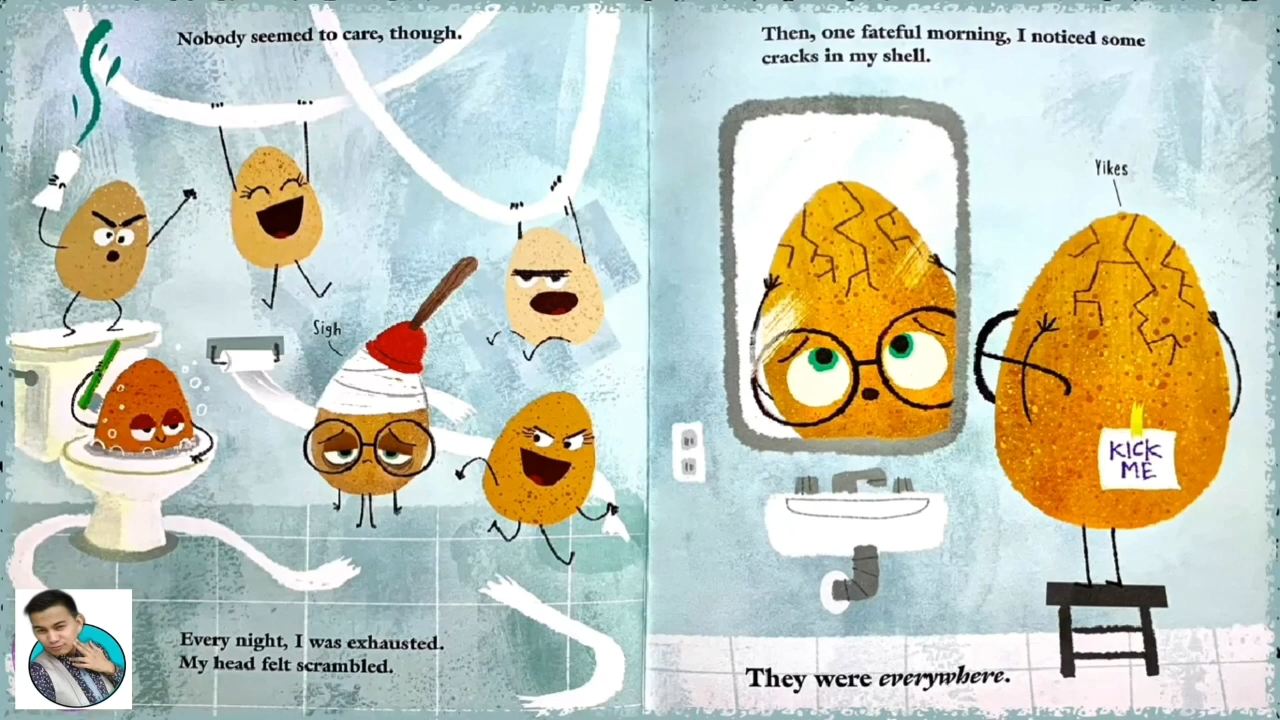 Nobody seemed to care, though.
Sigh
Every night, I was exhausted.
My head felt scrambled.
Then, one fateful morning, I noticed some
cracks in my shell.
Yikes
KICK
ME
They were everywhere.